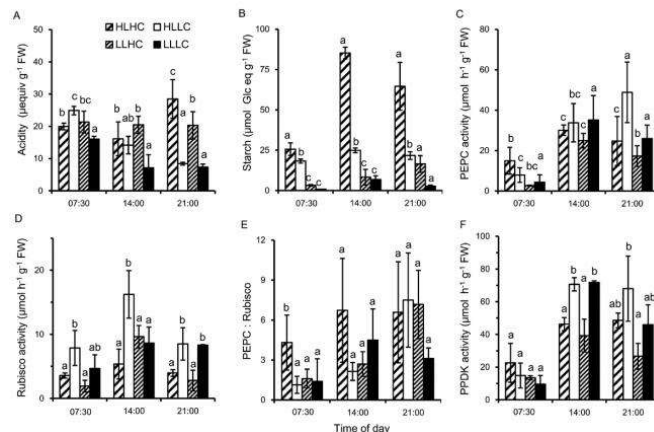 A
HLHC HLLC
LLHC LLLC
Acidity (µequiv g⁻¹ FW)
50
40
30
20
10
0
b c bc a
b ab b a
c a b a
07:30 14:00 21:00
B
Starch (µmol Glc eq g⁻¹ FW)
100
75
50
25
0
a b c c
a b c c
a b a a
07:30 14:00 21:00
C
PEPC activity (µmol h⁻¹ g⁻¹ FW)
80
60
40
20
0
b c bc a
bc bc c a
a c b a
07:30 14:00 21:00
D
Rubisco activity (µmol h⁻¹ g⁻¹ FW)
20
10
0
ab b a ab
a b a a
a b a b
07:30 14:00 21:00
E
PEPC : Rubisco
12
9
6
3
0
b a a a
a a a a
a a a a
07:30 14:00 21:00
Time of day
F
PPDK activity (µmol h⁻¹ g⁻¹ FW)
100
80
60
40
20
0
a a a a
a b a b
b b a ab
07:30 14:00 21:00